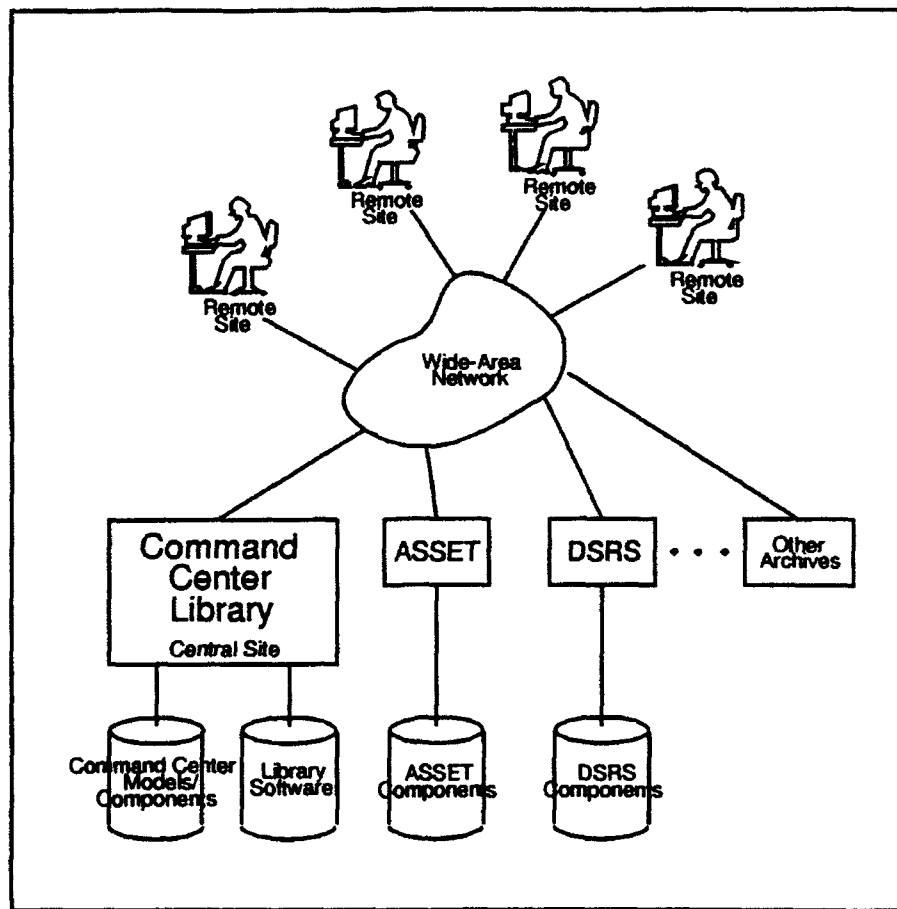 Remote
Site
Remote
Site
Remote
Site
Remote
Site
Wide-Area
Network
Command
Center
Library
Central Site
ASSET
DSRS
Other
Archives
Command Center
Models/
Components
Library
Software
ASSET
Components
DSRS
Components